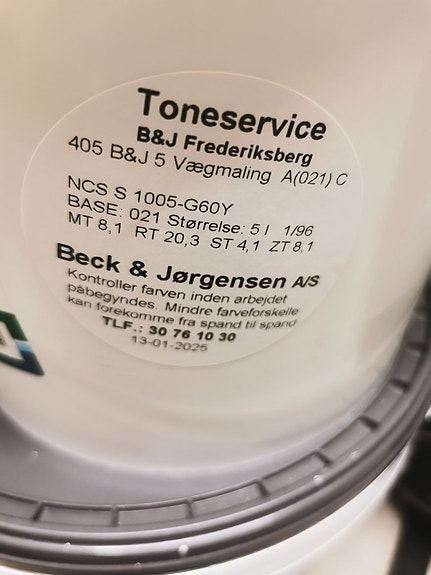 Toneservice
B&J Frederiksberg
405 B&J 5 Vægmaling A(021) C
NCS S 1005-G60Y
BASE: 021 Størrelse: 5 l 1/96
MT 8,1 RT 20,3 ST 4,1 ZT 8,1
Beck & Jørgensen A/S
Kontroller farven inden arbejdet
påbegyndes. Mindre farveforskelle
kan forekomme fra spand til spand
TLF.: 30 76 10 30
13-01-2025